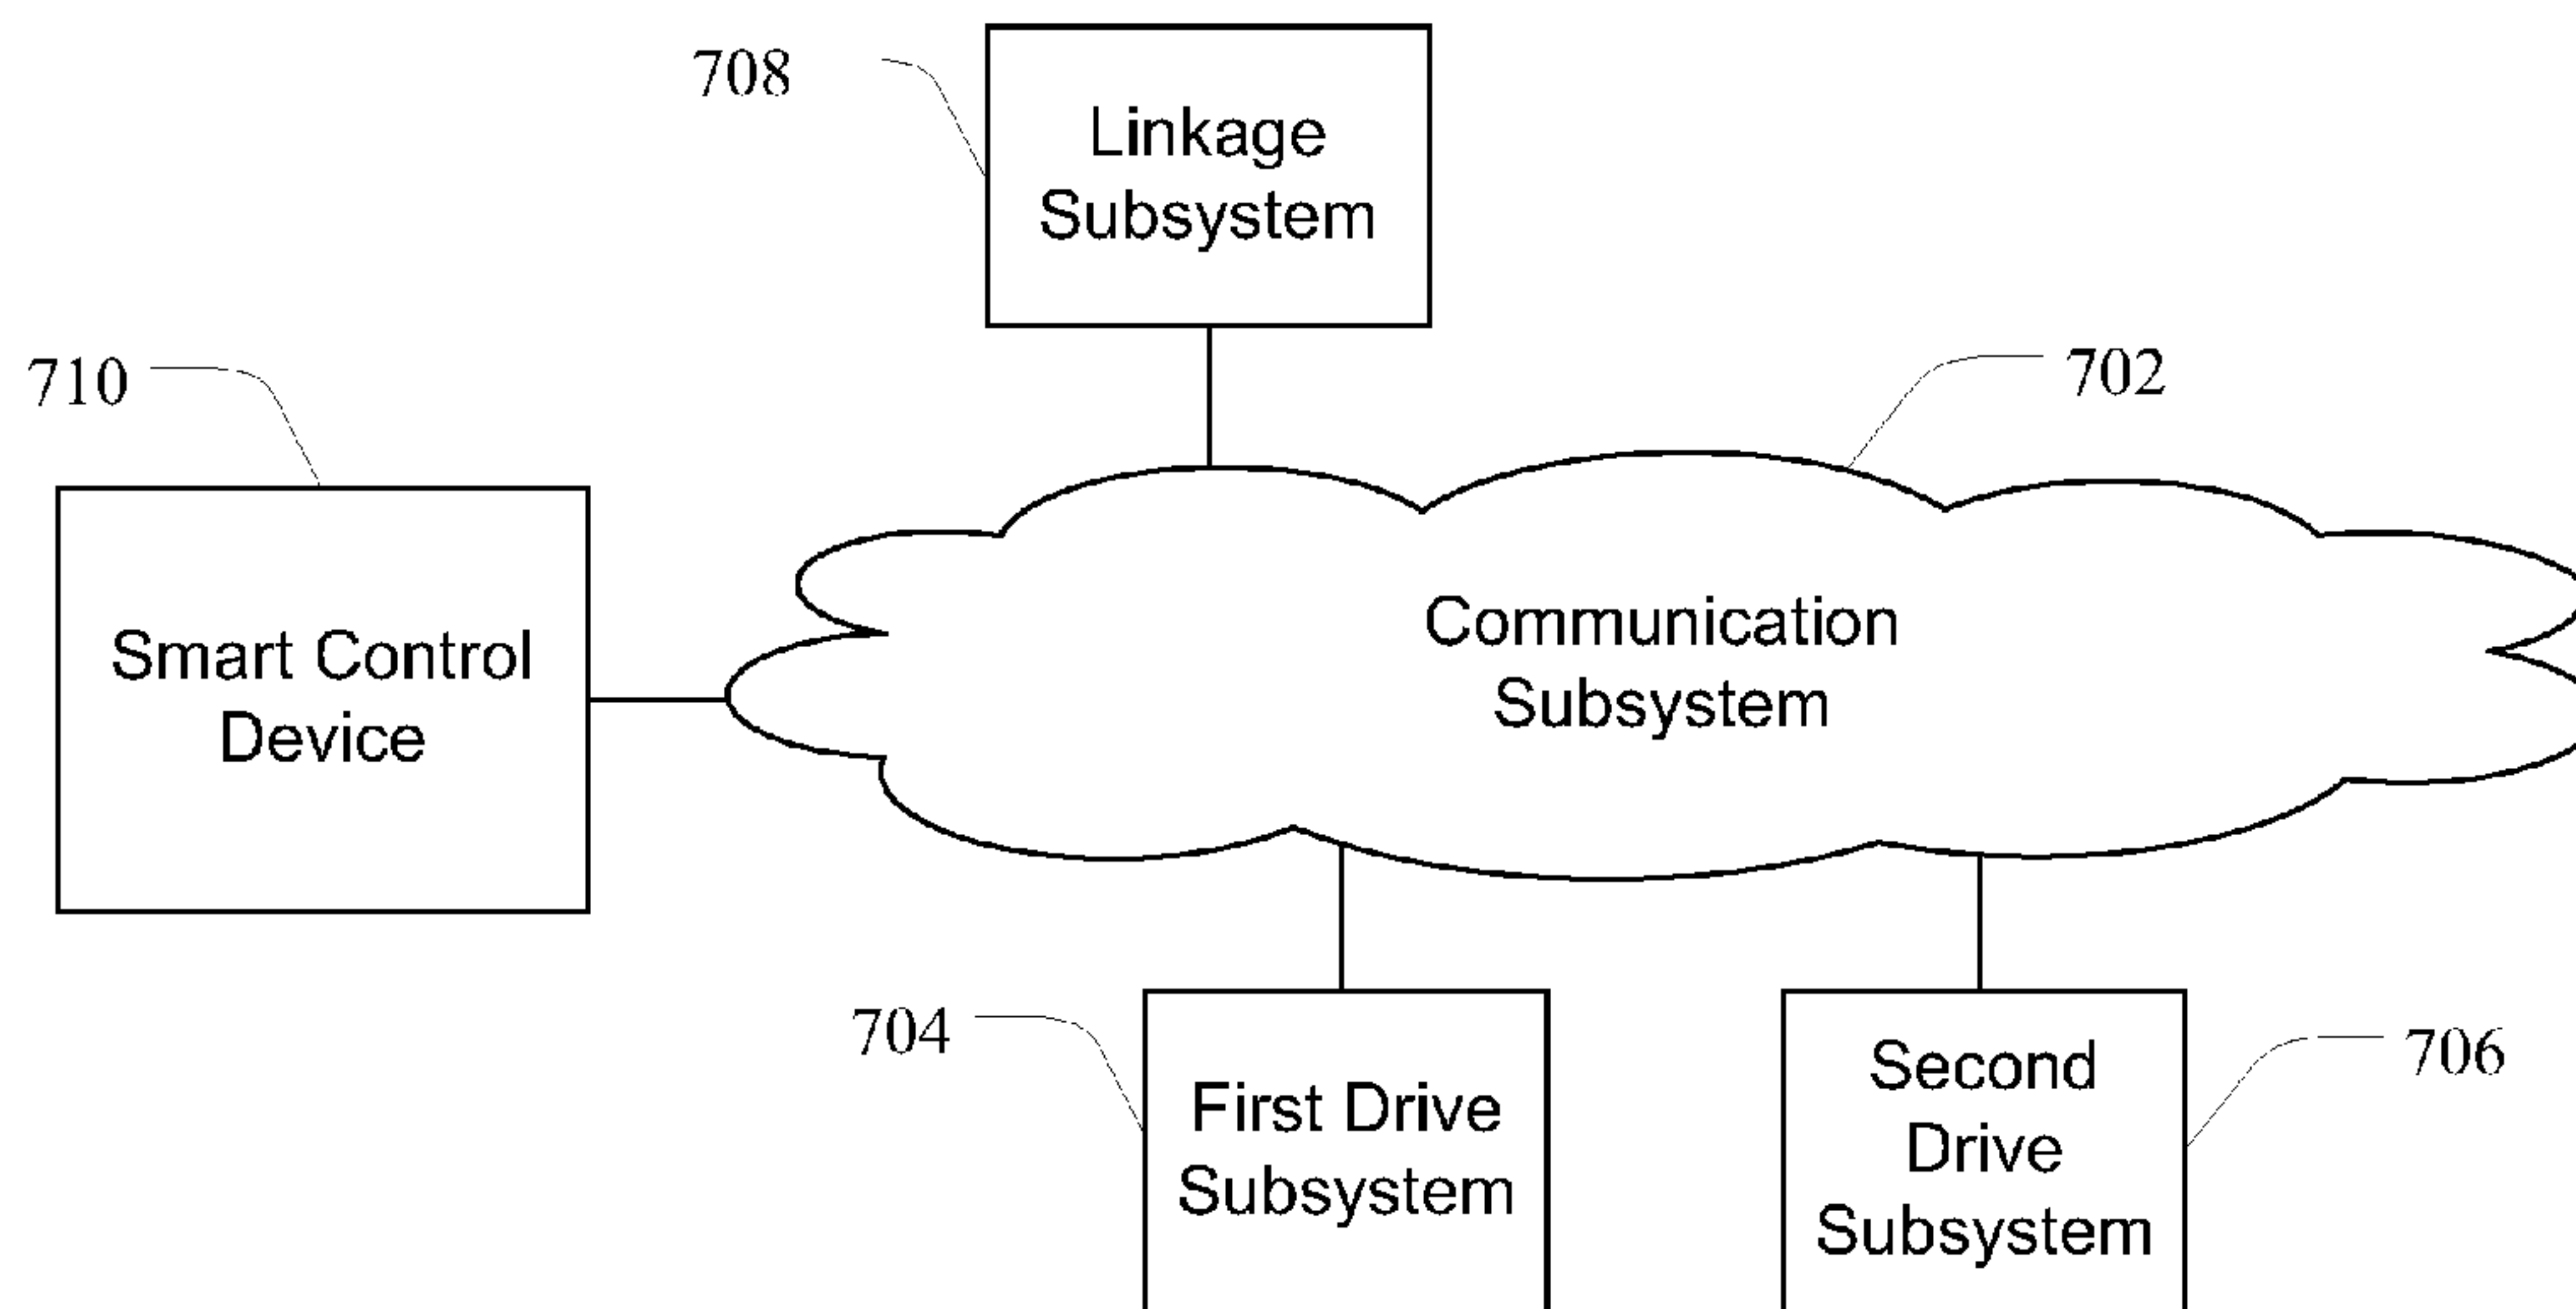 708
Linkage
Subsystem
710
702
Smart Control
Device
Communication
Subsystem
704
First Drive
Subsystem
Second
Drive
Subsystem
706